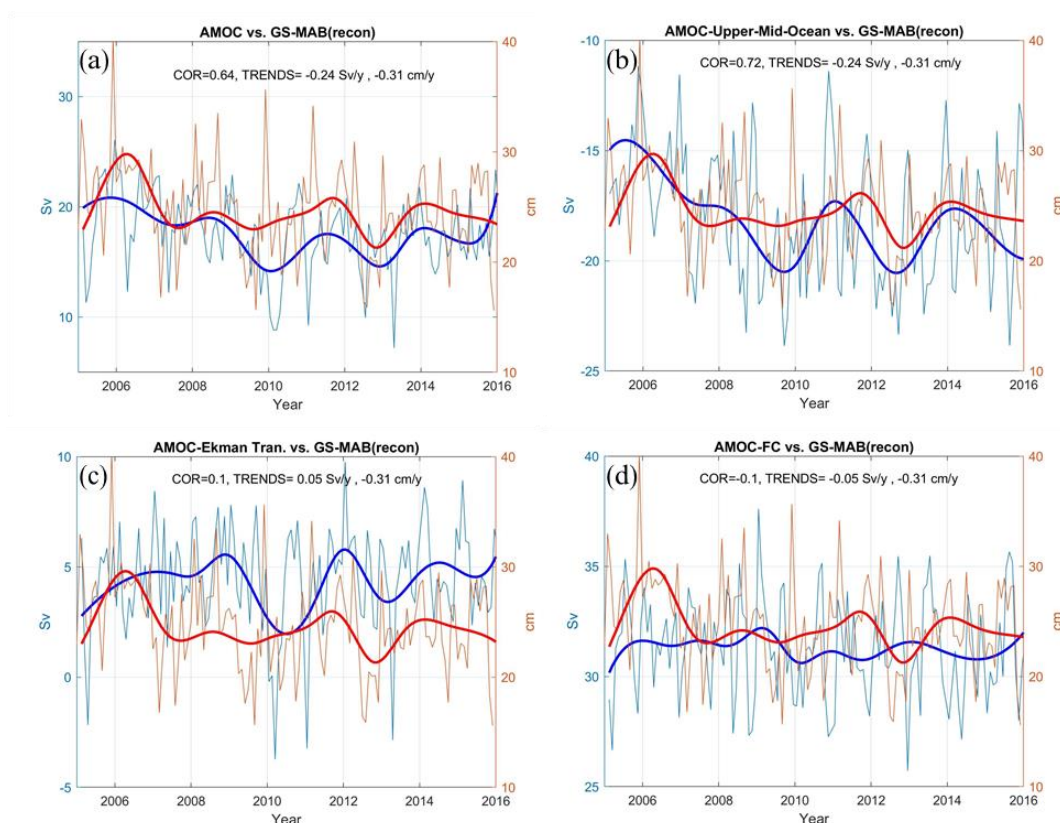 AMOC vs. GS-MAB(recon)
(a)
COR=0.64, TRENDS= -0.24 Sv/y , -0.31 cm/y
40
30
30
20
20
10
10
Sv
cm
2006 2008 2010 2012 2014 2016
Year
AMOC-Upper-Mid-Ocean vs. GS-MAB(recon)
(b)
COR=0.72, TRENDS= -0.24 Sv/y , -0.31 cm/y
-10
40
-15
30
-20
20
-25
10
Sv
cm
2006 2008 2010 2012 2014 2016
Year
AMOC-Ekman Tran. vs. GS-MAB(recon)
(c)
COR=0.1, TRENDS= 0.05 Sv/y , -0.31 cm/y
10
40
5
30
0
20
-5
10
Sv
cm
2006 2008 2010 2012 2014 2016
Year
AMOC-FC vs. GS-MAB(recon)
(d)
COR=-0.1, TRENDS= -0.05 Sv/y , -0.31 cm/y
40
40
35
30
30
20
25
10
Sv
cm
2006 2008 2010 2012 2014 2016
Year